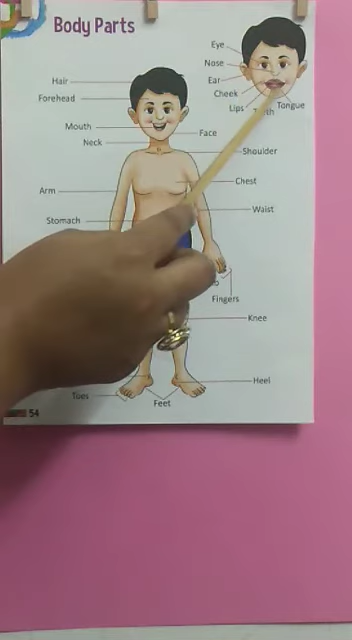 Body Parts
Eye
Nose
Hair
Ear
Forehead
Cheek
Lips
Tongue
Mouth
Face
Neck
Shoulder
Chest
Arm
Waist
Stomach
Fingers
Knee
Heel
Toes
Feet
54